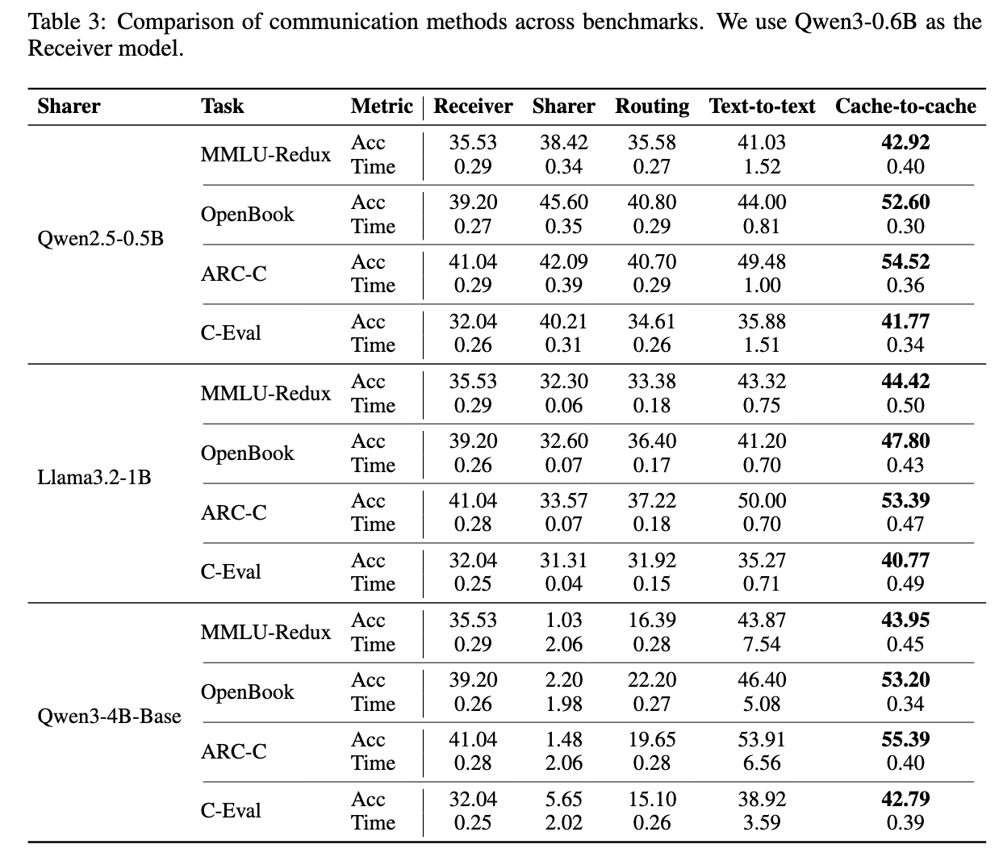 Table 3: Comparison of communication methods across benchmarks. We use Qwen3-0.6B as the
Receiver model.
Sharer Task Metric Receiver Sharer Routing Text-to-text Cache-to-cache
Qwen2.5-0.5B
MMLU-Redux
Acc 35.53 38.42 35.58 41.03 42.92
Time 0.29 0.34 0.27 1.52 0.40
OpenBook
Acc 39.20 45.60 40.80 44.00 52.60
Time 0.27 0.35 0.29 0.81 0.30
ARC-C
Acc 41.04 42.09 40.70 49.48 54.52
Time 0.29 0.39 0.29 1.00 0.36
C-Eval
Acc 32.04 40.21 34.61 35.88 41.77
Time 0.26 0.31 0.26 1.51 0.34
Llama3.2-1B
MMLU-Redux
Acc 35.53 32.30 33.38 43.32 44.42
Time 0.29 0.06 0.18 0.75 0.50
OpenBook
Acc 39.20 32.60 36.40 41.20 47.80
Time 0.26 0.07 0.17 0.70 0.43
ARC-C
Acc 41.04 33.57 37.22 50.00 53.39
Time 0.28 0.07 0.18 0.70 0.47
C-Eval
Acc 32.04 31.31 31.92 35.27 40.77
Time 0.25 0.04 0.15 0.71 0.49
Qwen3-4B-Base
MMLU-Redux
Acc 35.53 1.03 16.39 43.87 43.95
Time 0.29 2.06 0.28 7.54 0.45
OpenBook
Acc 39.20 2.20 22.20 46.40 53.20
Time 0.26 1.98 0.27 5.08 0.34
ARC-C
Acc 41.04 1.48 19.65 53.91 55.39
Time 0.28 2.06 0.28 6.56 0.40
C-Eval
Acc 32.04 5.65 15.10 38.92 42.79
Time 0.25 2.02 0.26 3.59 0.39